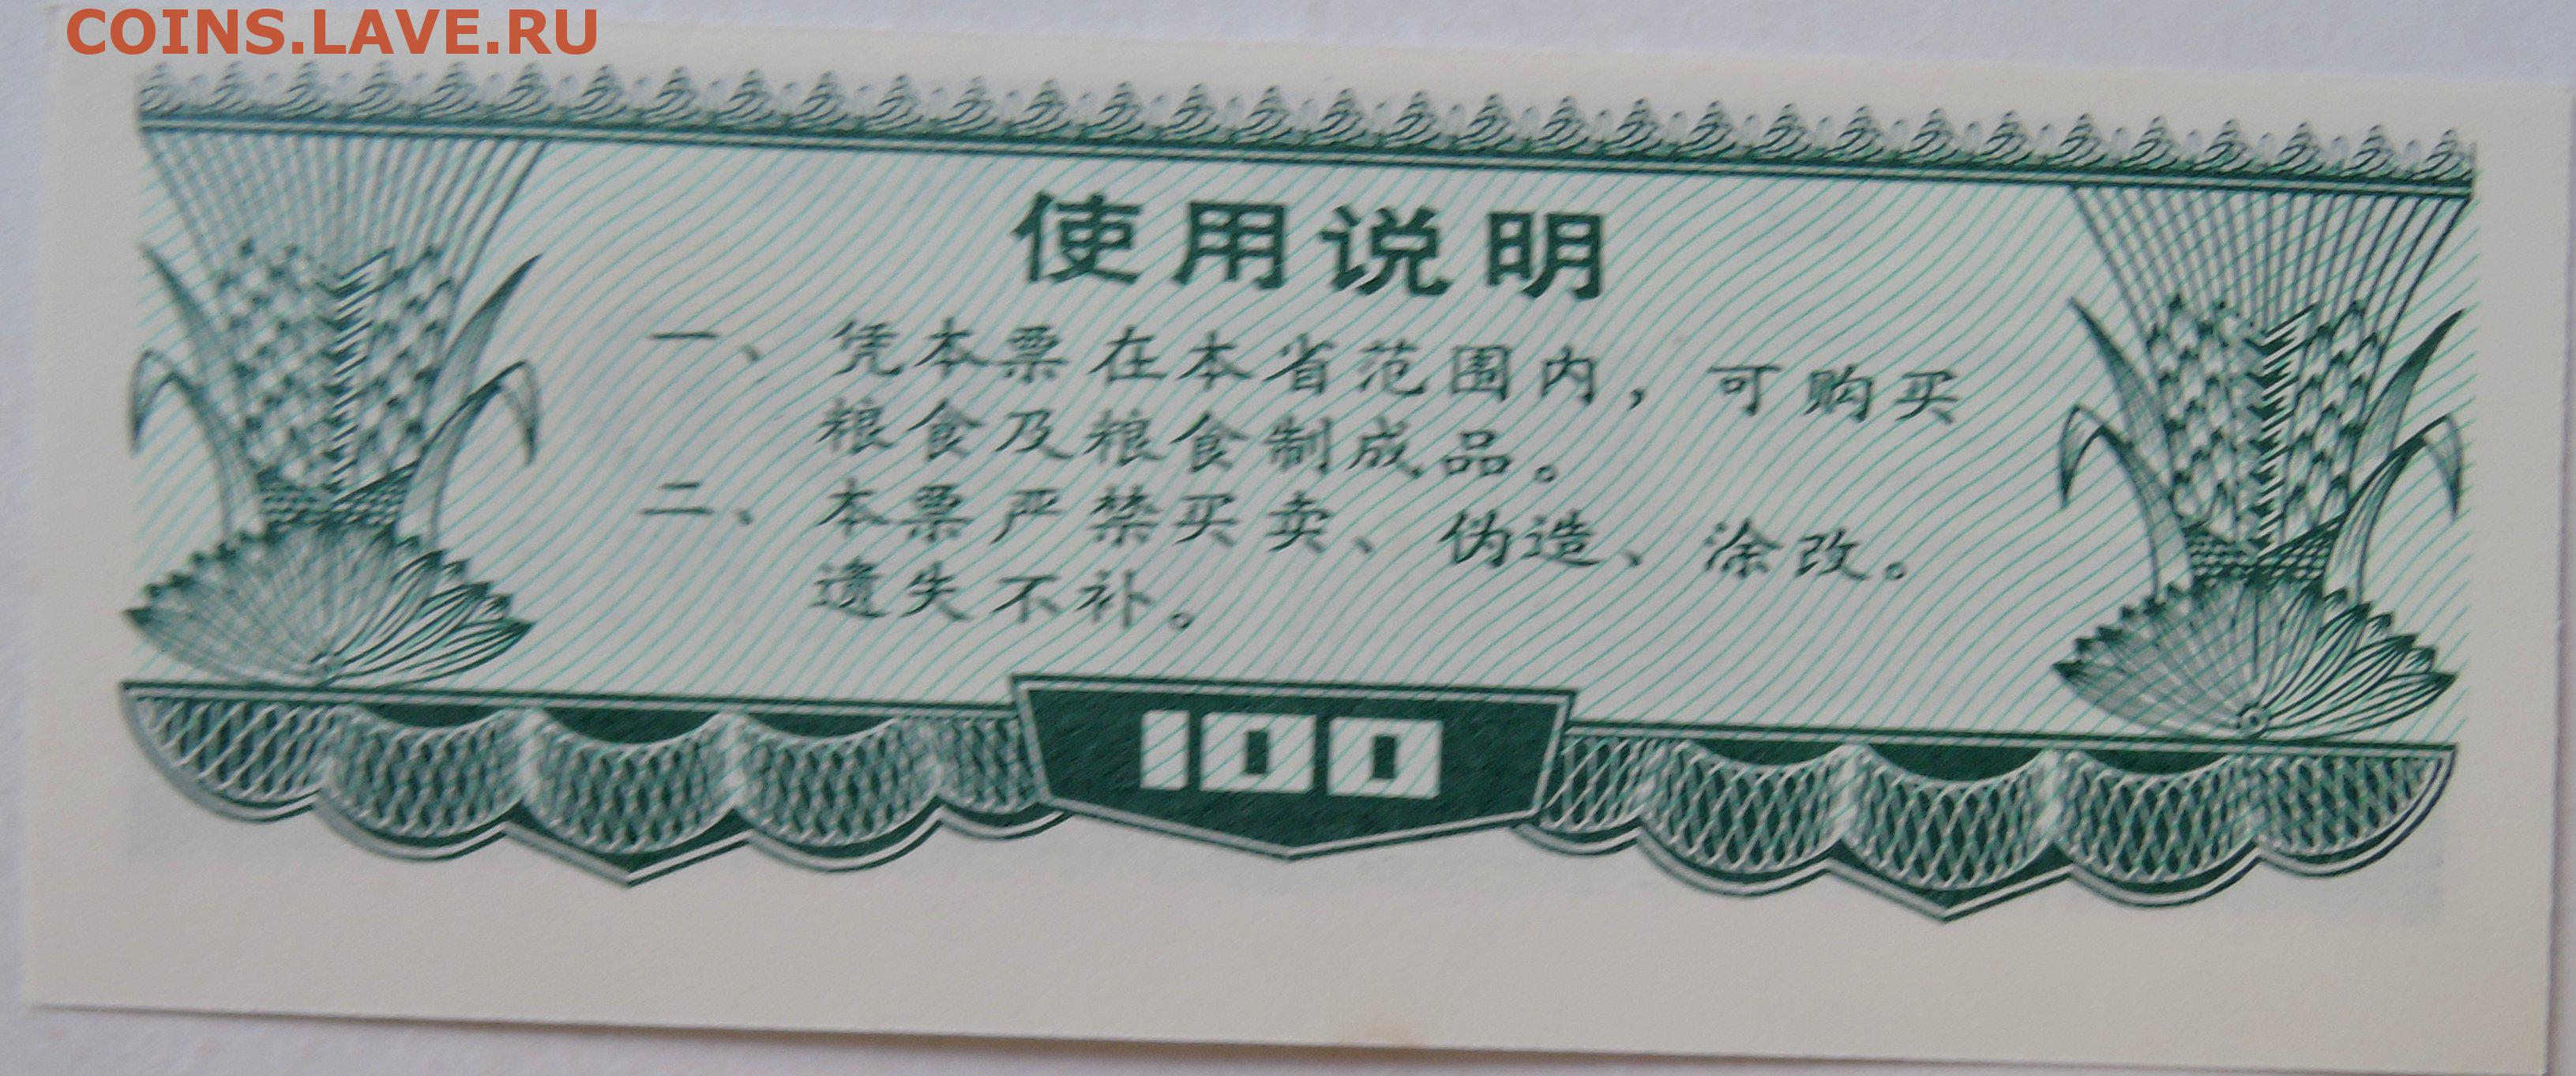 COINS.LAVE.RU
使用说明
一、凭本票在本省范围内，可购买
粮食及粮食制成品。
二、本票严禁买卖、伪造、涂改。
遗失不补。
100